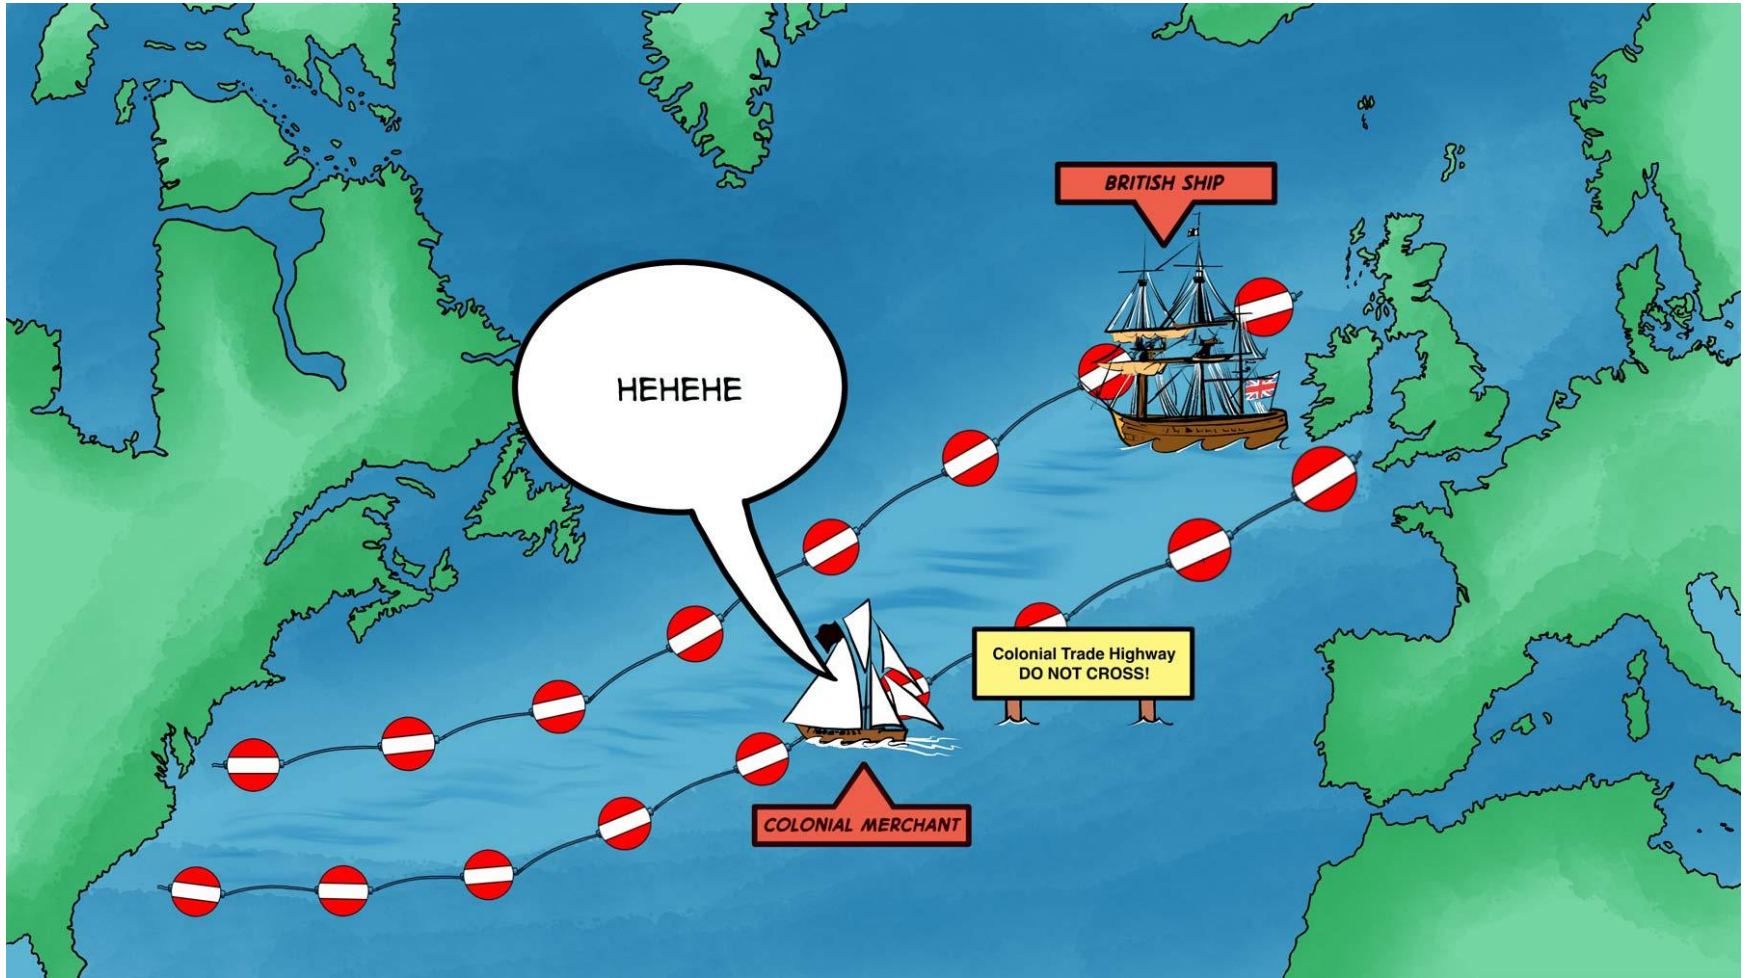 BRITISH SHIP
HEHEHE
Colonial Trade Highway
DO NOT CROSS!
COLONIAL MERCHANT